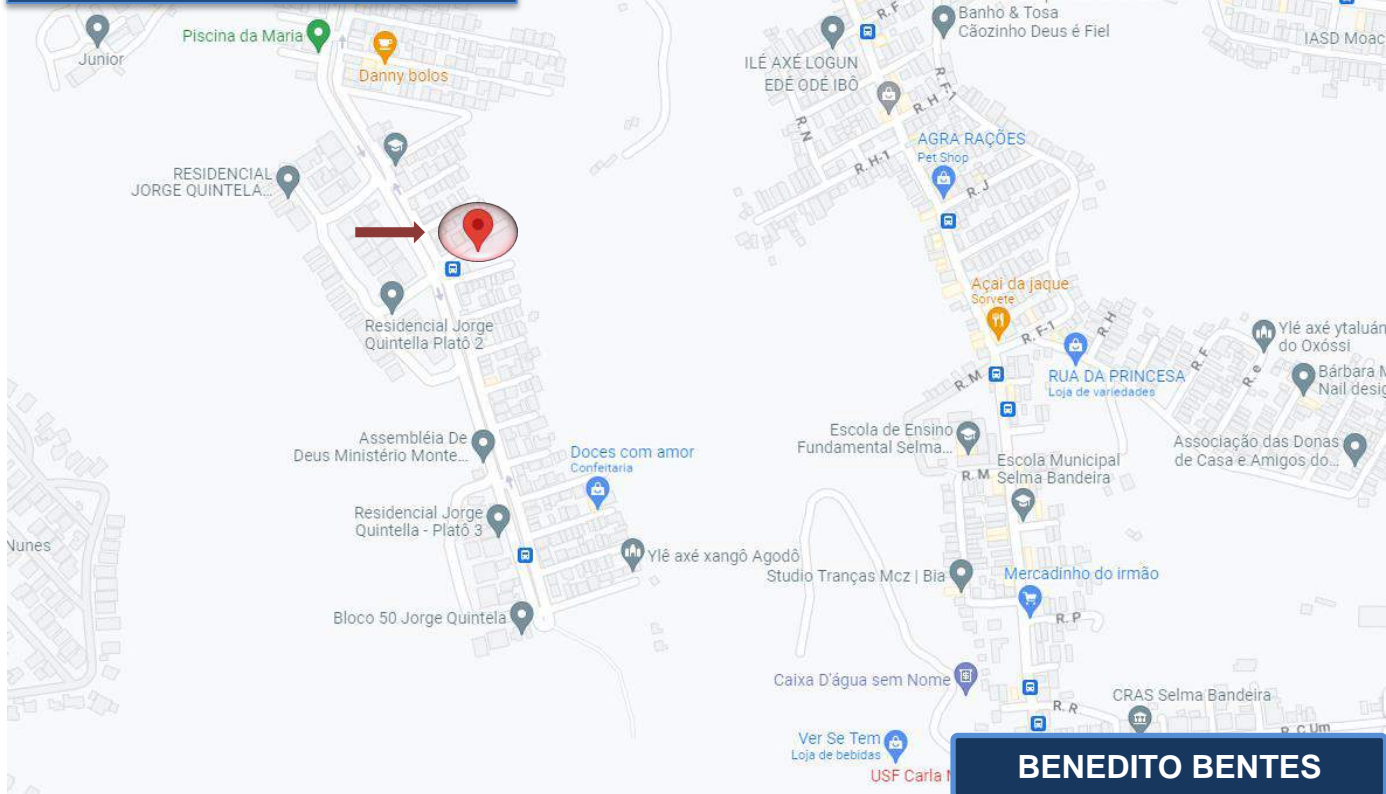 Junior
Piscina da Maria
Danny bolos
R. F
Banho & Tosa
Cãozinho Deus é Fiel
IASD Moac
ILÉ AXÉ LOGUN
EDÉ ODÉ IBÔ
R. F-1
R. H
R. N
AGRA RAÇÕES
Pet Shop
R. H-1
R. J
RESIDENCIAL
JORGE QUINTELA...
Residencial Jorge
Quintella Platô 2
Açai da jaque
Sorvete
R. F-1
R. H
RUA DA PRINCESA
Loja de variedades
R. M
R. F
R. e
Ylé axé ytaluán
do Oxóssi
Bárbara M
Nail desig
Assembléia De
Deus Ministério Monte...
Doces com amor
Confeitaria
Escola de Ensino
Fundamental Selma...
R. M
Escola Municipal
Selma Bandeira
Associação das Donas
de Casa e Amigos do...
Residencial Jorge
Quintella - Platô 3
Nunes
Ylê axé xangô Agodô
Studio Tranças Mcz | Bia
Mercadinho do irmão
Bloco 50 Jorge Quintela
R. P
Caixa D'água sem Nome
CRAS Selma Bandeira
R. R
R. C Um
Ver Se Tem
Loja de bebidas
USF Carla
BENEDITO BENTES